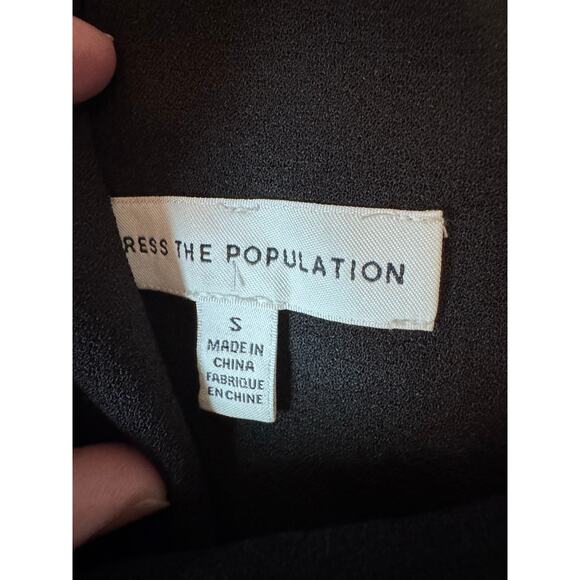 RESS THE POPULATION
S
MADE IN
CHINA
FABRIQUE
EN CHINE